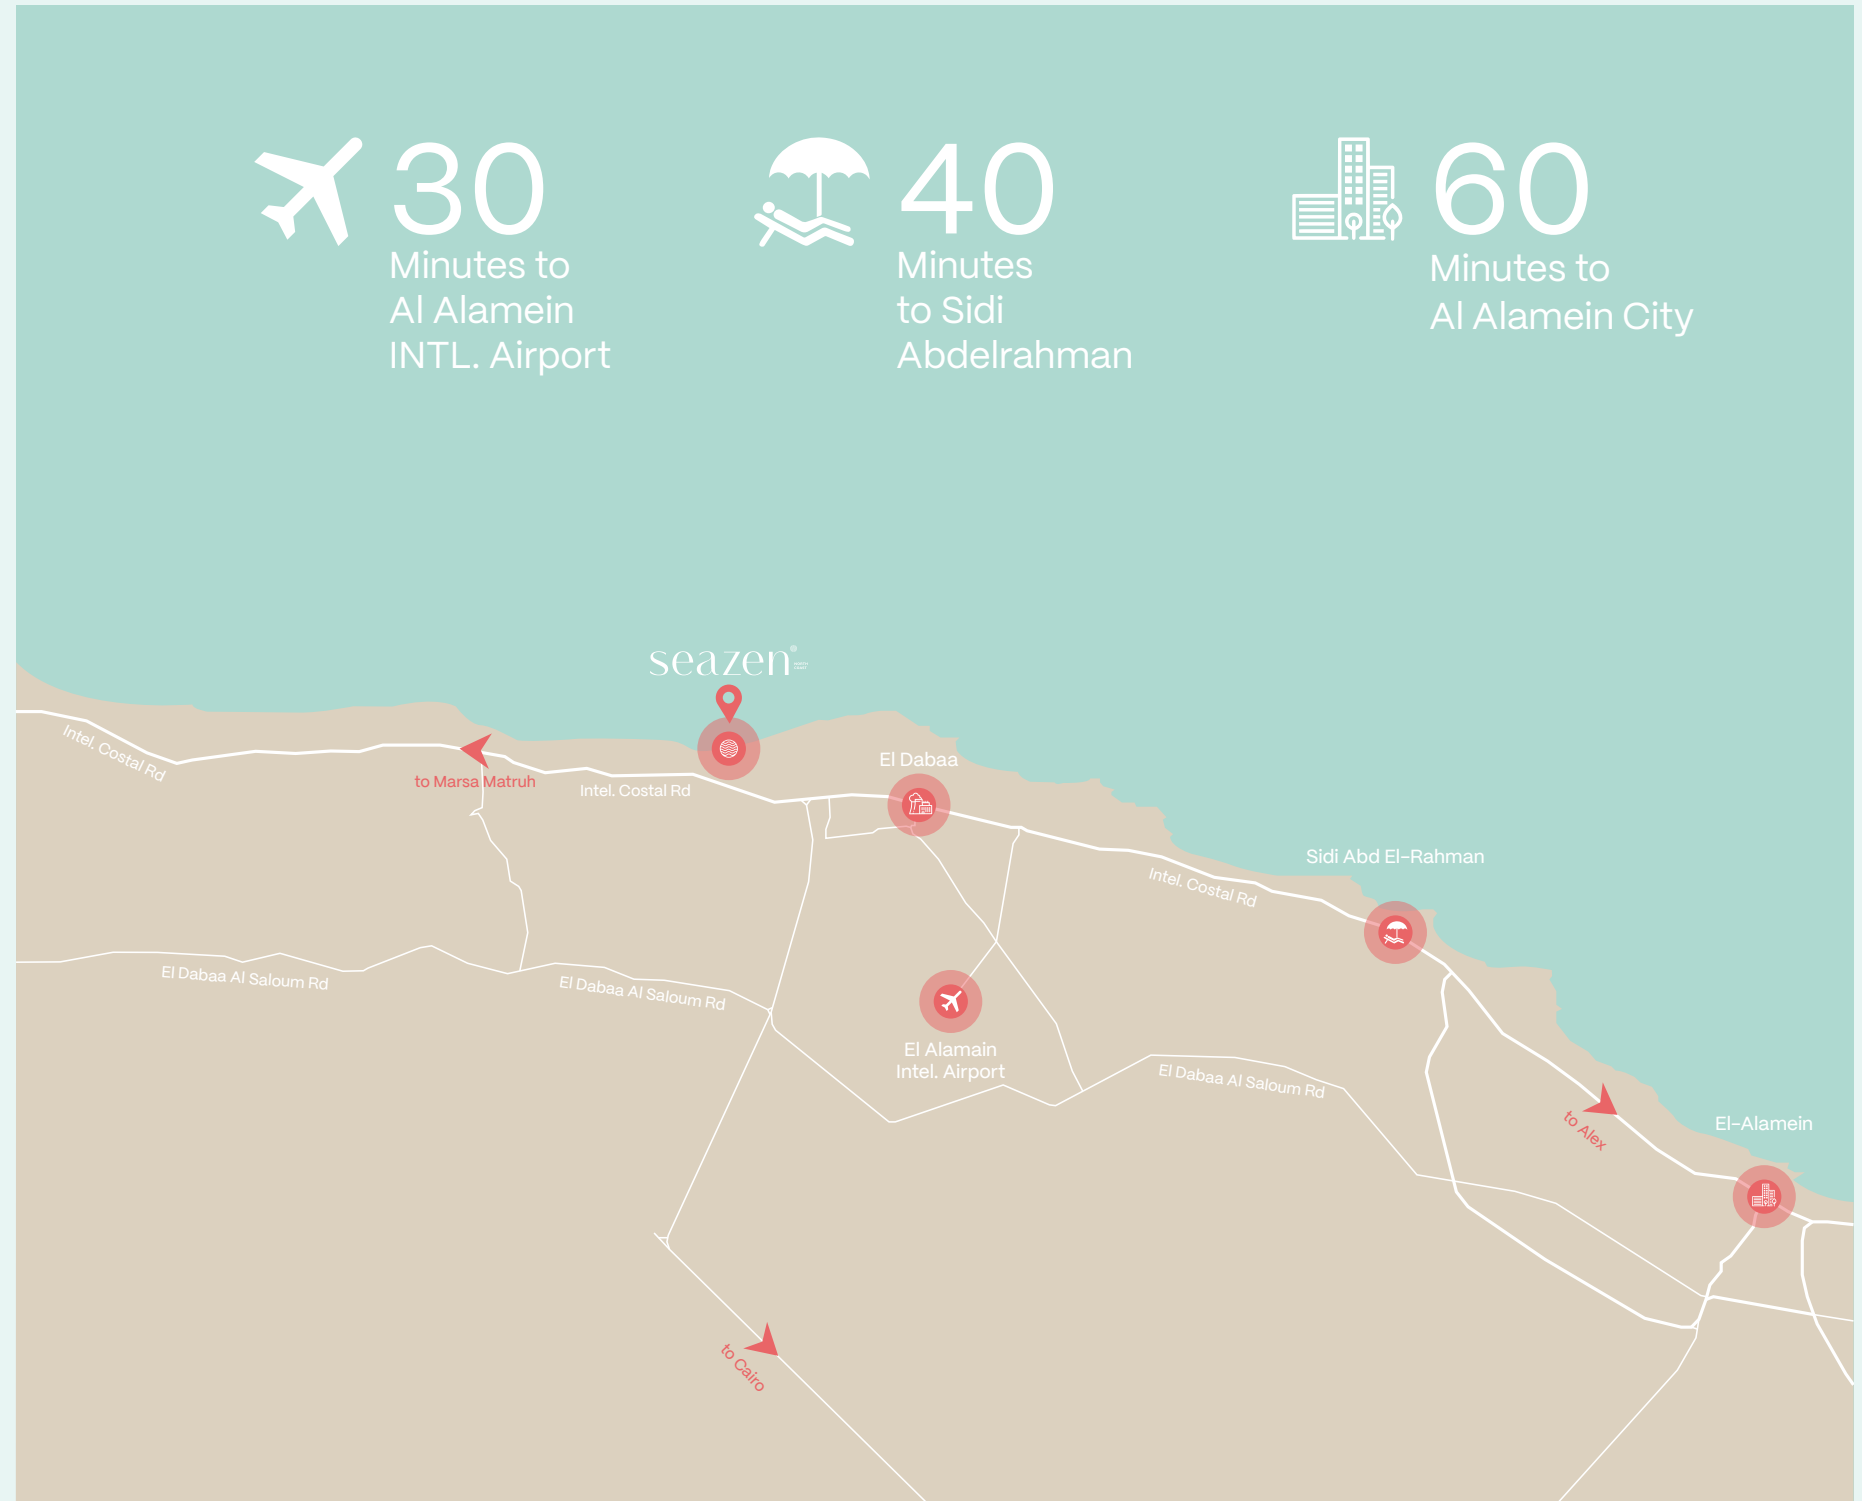 30
Minutes to
Al Alamein
INTL. Airport
40
Minutes
to Sidi
Abdelrahman
60
Minutes to
Al Alamein City
seazen
Intel. Costal Rd
to Marsa Matruh
Intel. Costal Rd
El Dabaa
Sidi Abd El-Rahman
Intel. Costal Rd
El Dabaa Al Saloum Rd
El Dabaa Al Saloum Rd
El Alamain
Intel. Airport
El Dabaa Al Saloum Rd
to Alex
El-Alamein
to Cairo